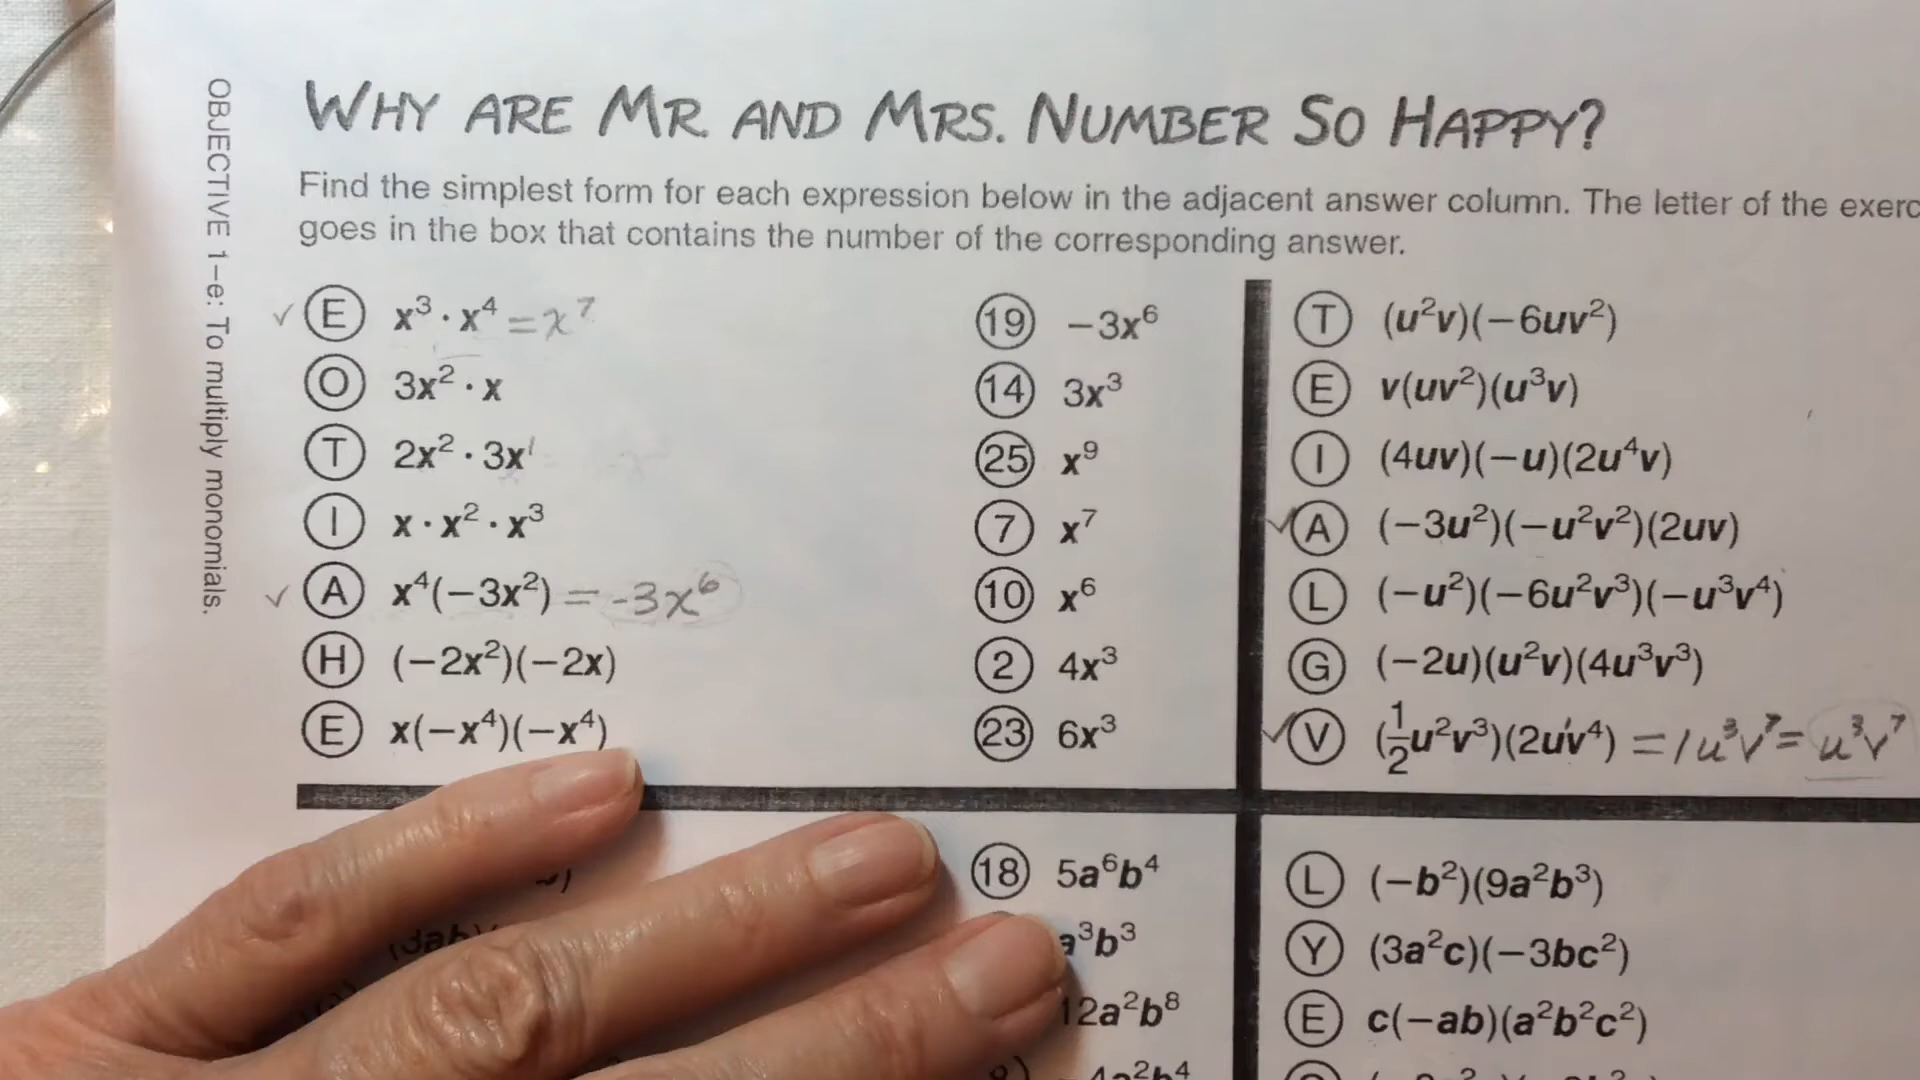 WHY ARE MR. AND MRS. NUMBER SO HAPPY?
OBJECTIVE 1–e: To multiply monomials.
Find the simplest form for each expression below in the adjacent answer column. The letter of the
goes in the box that contains the number of the corresponding answer.
✓ E x³ · x⁴ = x⁷
O 3x² · x
T 2x² · 3x¹
I x · x² · x³
✓ A x⁴(−3x²) = -3x⁶
H (−2x²)(−2x)
E x(−x⁴)(−x⁴)
19 −3x⁶
14 3x³
25 x⁹
7 x⁷
10 x⁶
2 4x³
23 6x³
T (u²v)(−6uv²)
E v(uv²)(u³v)
I (4uv)(−u)(2u⁴v)
✓ A (−3u²)(−u²v²)(2uv)
L (−u²)(−6u²v³)(−u³v⁴)
G (−2u)(u²v)(4u³v³)
✓ V (1/2u²v³)(2u¹v⁴) = 1u³v⁷ = u³v⁷
18 5a⁶b⁴
a³b³
12a²b⁸
L (−b²)(9a²b³)
Y (3a²c)(−3bc²)
E c(−ab)(a²b²c²)